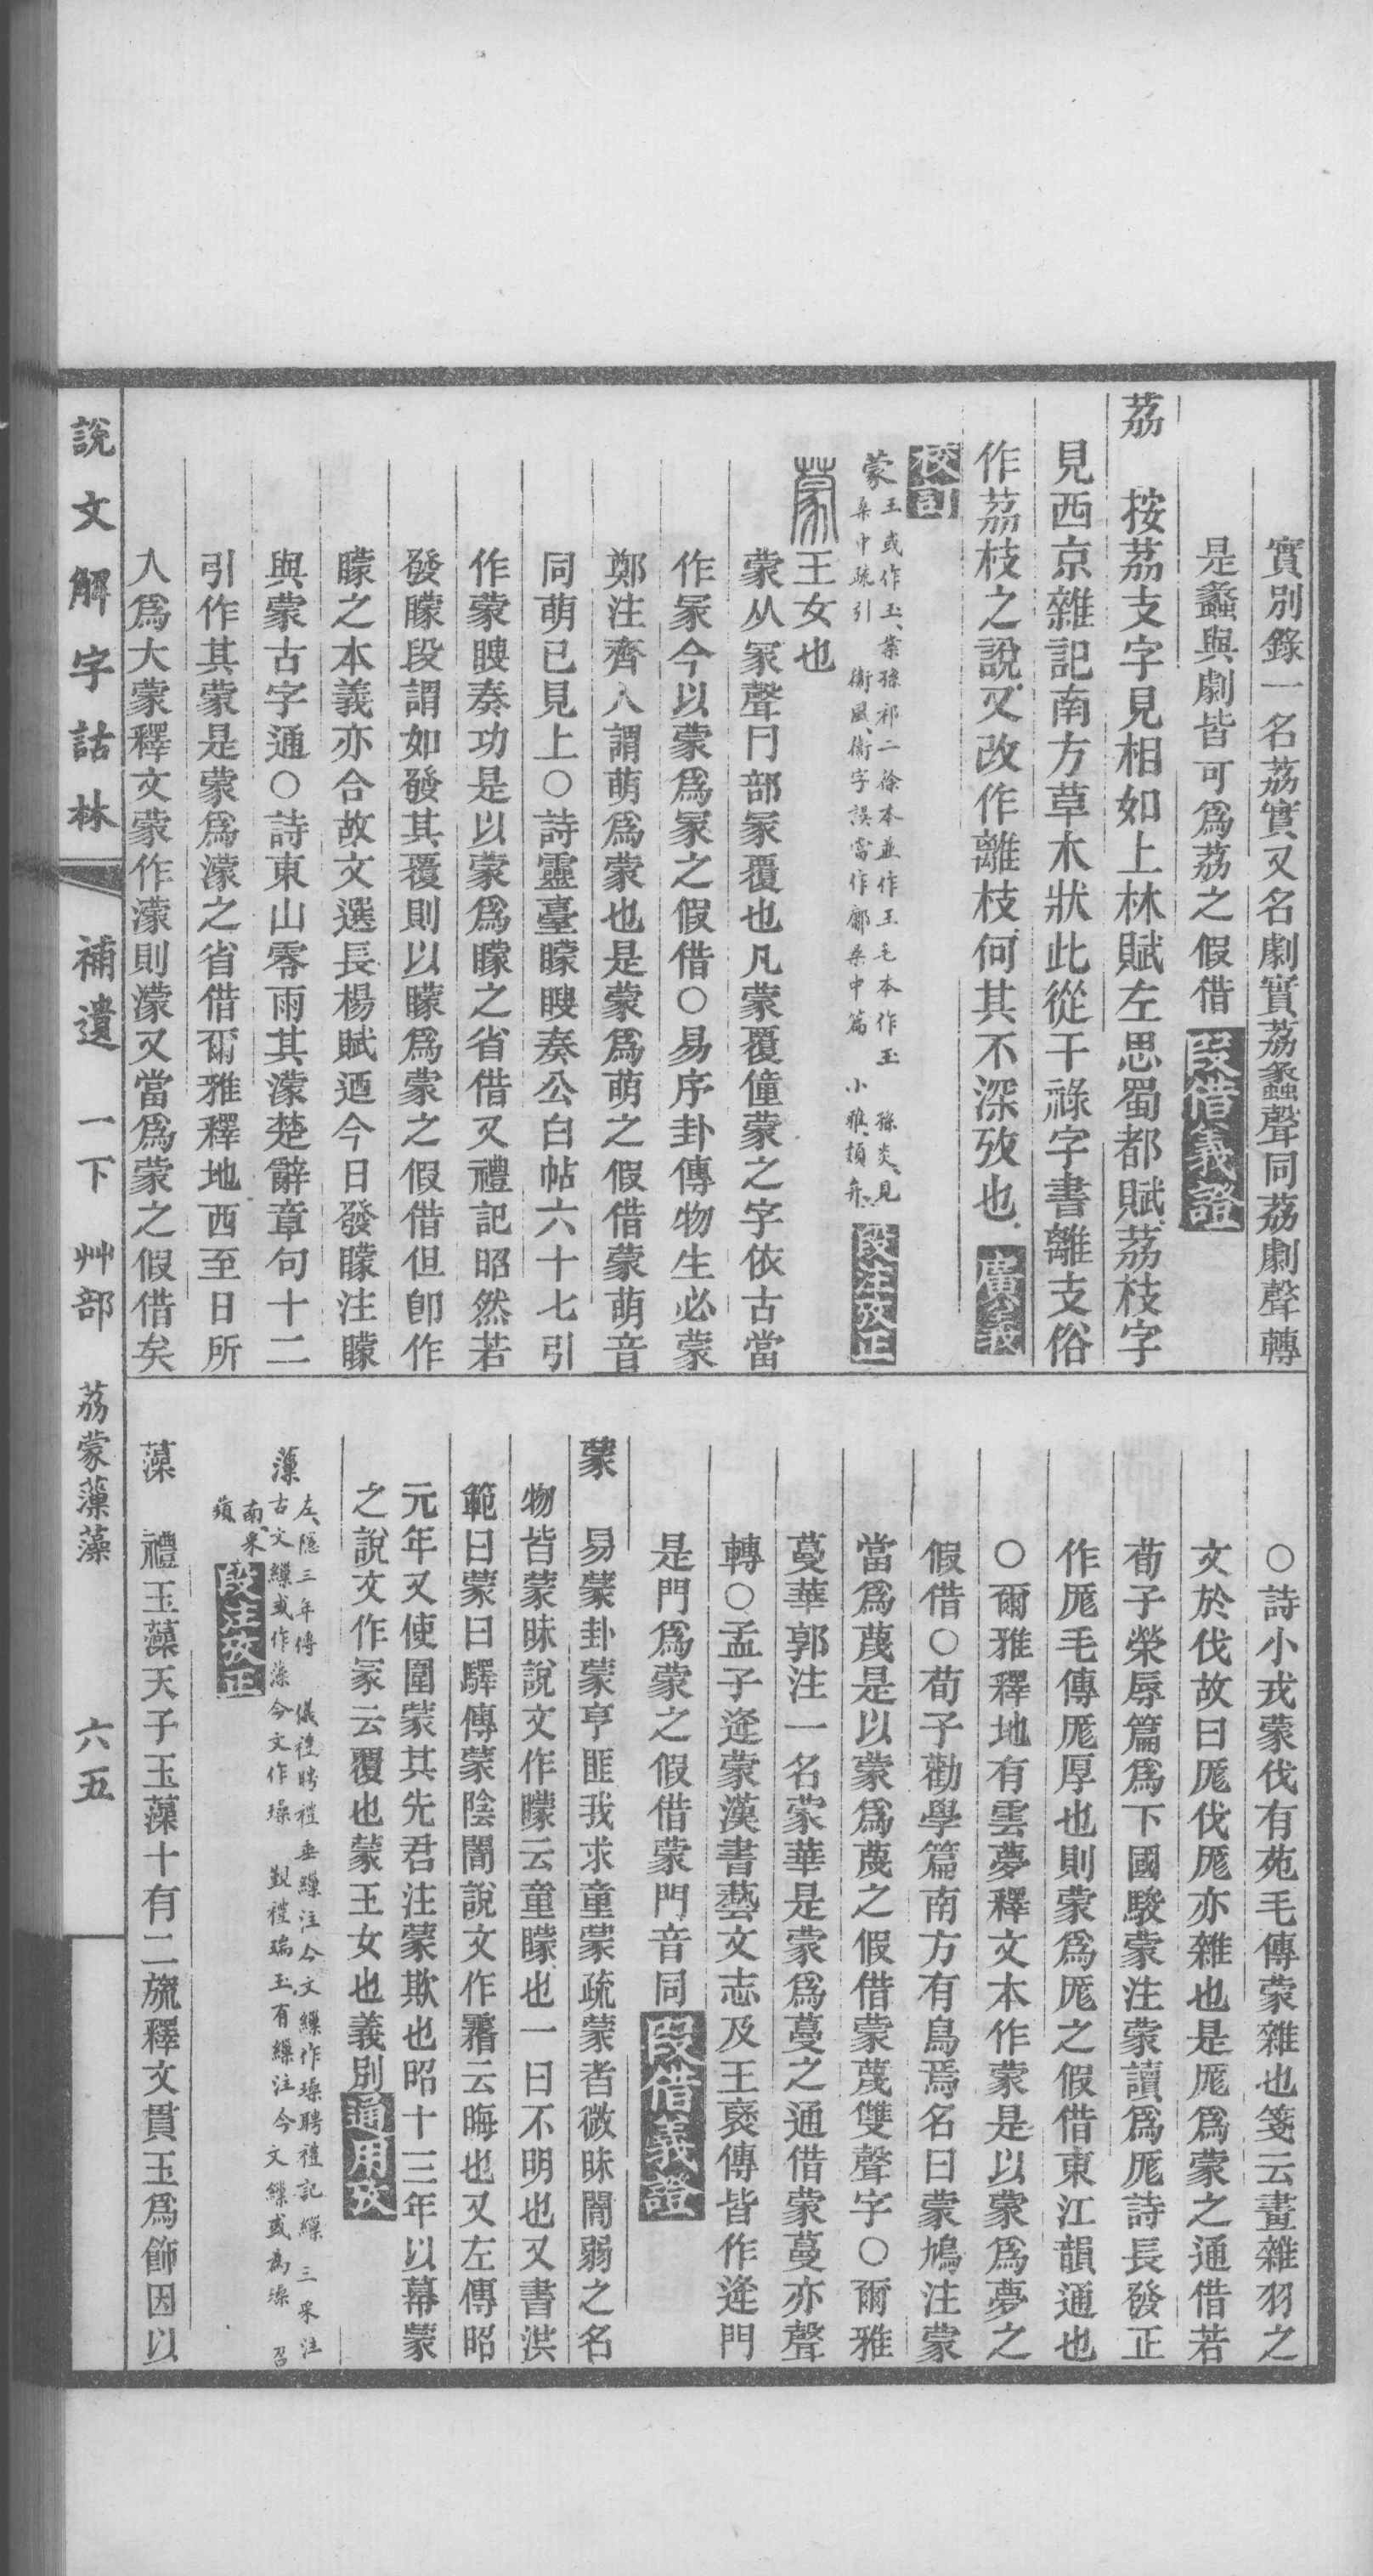 實別錄一名荔實又名劇實荔蠡聲同荔劇聲轉
是蠡與劇皆可爲荔之假借 段借義證
荔　按荔支字見相如上林賦左思蜀都賦荔枝字
見西京雜記南方草木狀此從干祿字書離支俗
作荔枝之說又改作離枝何其不深攷也 廣義
校訂
蒙 王或作玉、葉孫祁二徐本並作王毛本作玉　孫炎、見
桑中疏引　衞風、衞字誤當作鄘桑中篇　小雅頍弁、 段注攷正
蒙 王女也
蒙从冡聲冃部冡覆也凡蒙覆僮蒙之字依古當
作冡今以蒙爲冡之假借○易序卦傳物生必蒙
鄭注齊人謂萌爲蒙也是蒙爲萌之假借蒙萌音
同萌已見上○詩靈臺矇瞍奏公白帖六十七引
作蒙瞍奏功是以蒙爲矇之省借又禮記昭然若
發矇段謂如發其覆則以矇爲蒙之假借但卽作
矇之本義亦合故文選長楊賦迺今日發矇注矇
與蒙古字通○詩東山零雨其濛楚辭章句十二
引作其蒙是蒙爲濛之省借爾雅釋地西至日所
入爲大蒙釋文蒙作濛則濛又當爲蒙之假借矣
○詩小戎蒙伐有苑毛傳蒙雜也箋云畫雜羽之
文於伐故曰厖伐厖亦雜也是厖爲蒙之通借若
荀子榮辱篇爲下國駿蒙注蒙讀爲厖詩長發正
作厖毛傳厖厚也則蒙爲厖之假借東江韻通也
○爾雅釋地有雲夢釋文本作蒙是以蒙爲夢之
假借○荀子勸學篇南方有鳥焉名曰蒙鳩注蒙
當爲蔑是以蒙爲蔑之假借蒙蔑雙聲字○爾雅
蔓華郭注一名蒙華是蒙爲蔓之通借蒙蔓亦聲
轉○孟子逄蒙漢書藝文志及王褒傳皆作逄門
是門爲蒙之假借蒙門音同 段借義證
蒙　易蒙卦蒙亨匪我求童蒙疏蒙者微昧闇弱之名
物皆蒙昧說文作矇云童矇也一曰不明也又書洪
範曰蒙曰驛傳蒙陰闇說文作霿云晦也又左傳昭
元年又使圍蒙其先君注蒙欺也昭十三年以幕蒙
之說文作冡云覆也蒙王女也義別 通用攷
薻 左、隱三年傳　儀禮聘禮垂繅注今文繅作璪聘禮記繅　三采注
古文繅或作藻今文作璪　覲禮瑞玉有繅注今文繅或爲璪　召
南、采
蘋、 段注攷正
藻　禮玉藻天子玉藻十有二旒釋文貫玉爲飾因以
說文解字詁林　補遺　一下　艸部　荔蒙薻藻　六五